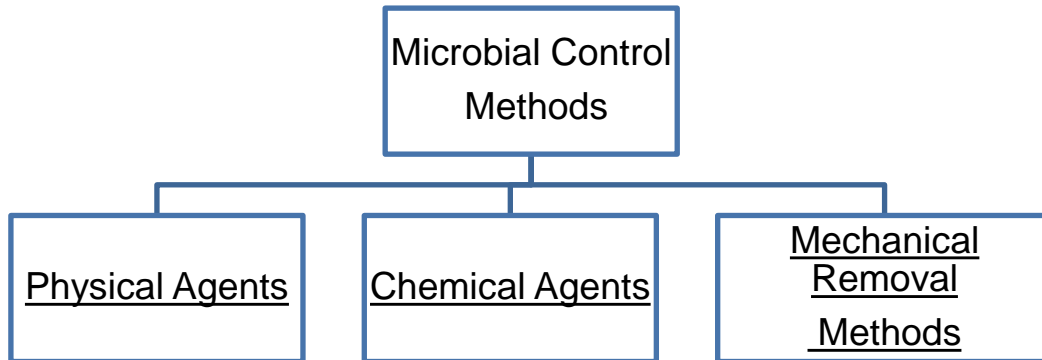 Microbial Control
Methods
Physical Agents
Chemical Agents
Mechanical
Removal
Methods